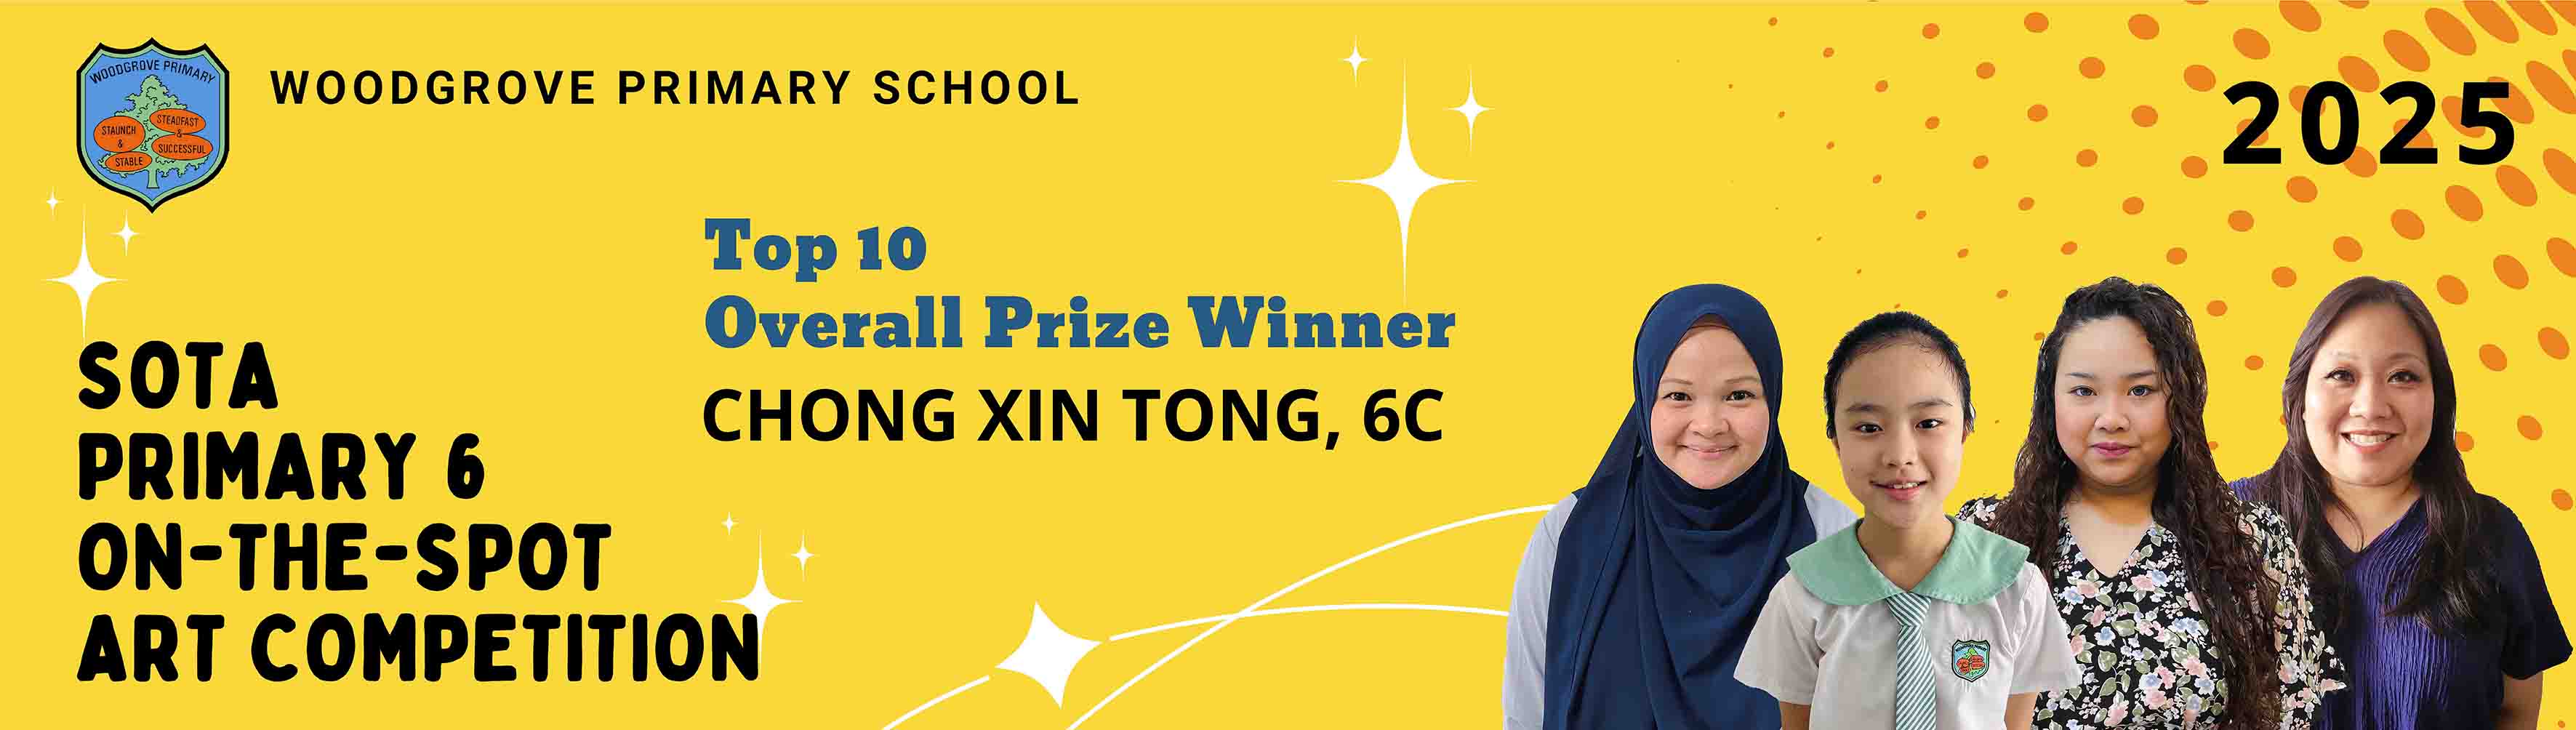 WOODGROVE PRIMARY
STAUNCH
&
STABLE
STEADFAST
&
SUCCESSFUL
WOODGROVE PRIMARY SCHOOL
2025
Top 10
Overall Prize Winner
CHONG XIN TONG, 6C
SOTA
PRIMARY 6
ON-THE-SPOT
ART COMPETITION